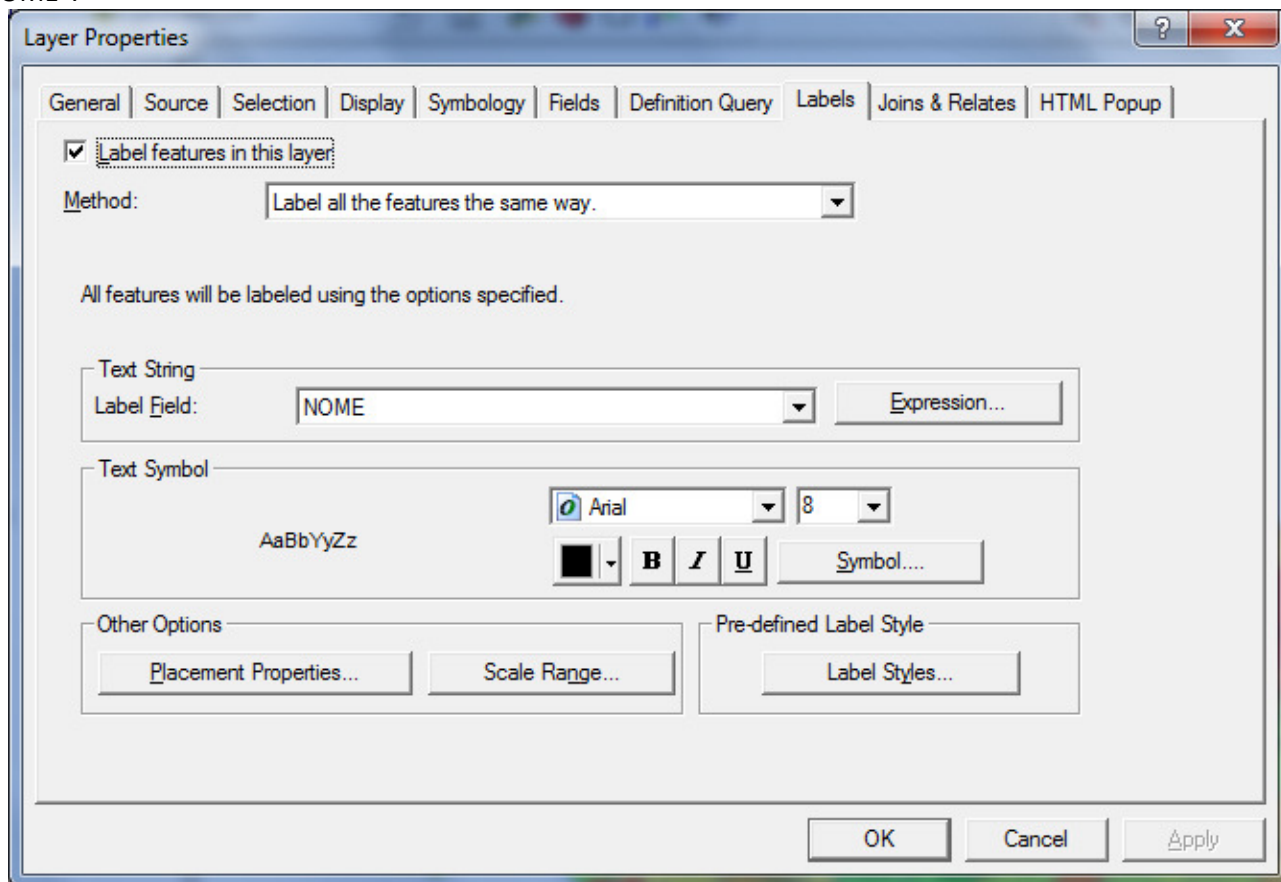 Layer Properties
General Source Selection Display Symbology Fields Definition Query Labels Joins & Relates HTML Popup
Label features in this layer
Method: Label all the features the same way.
All features will be labeled using the options specified.
Text String
Label Field: NOME Expression...
Text Symbol
AaBbYyZz
Arial 8
B I U Symbol....
Other Options Pre-defined Label Style
Placement Properties... Scale Range... Label Styles...
OK Cancel Apply